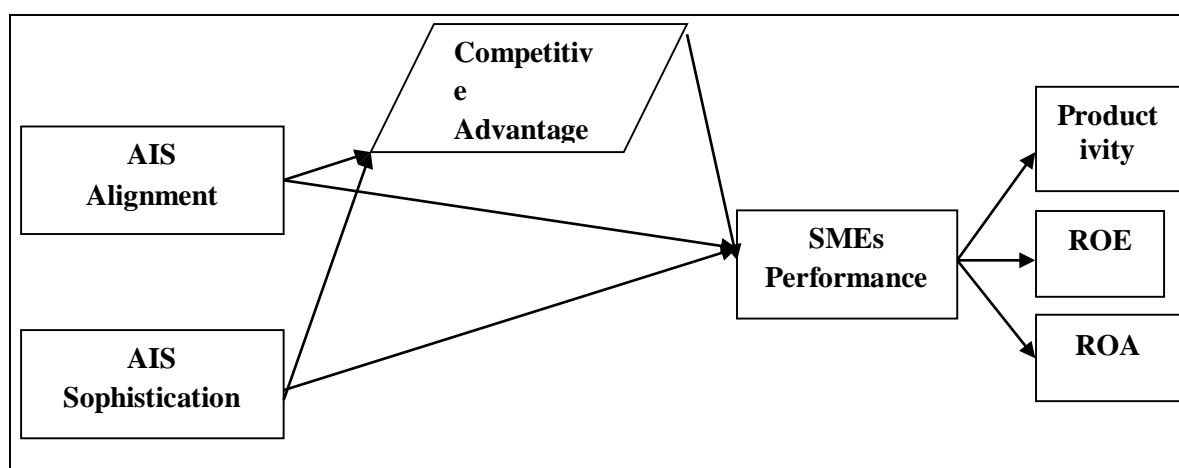 Competitiv
e
Advantage
AIS
Alignment
AIS
Sophistication
SMEs
Performance
Product
ivity
ROE
ROA